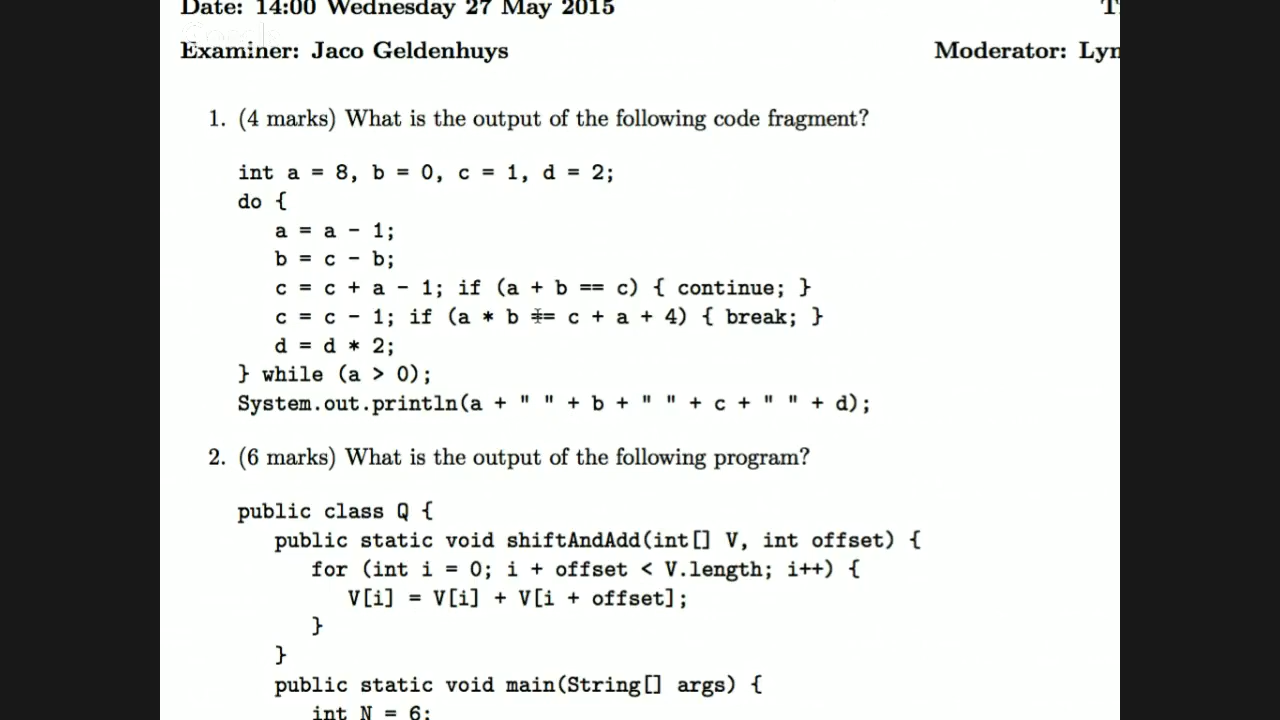 Date: 14:00 Wednesday 27 May 2015
Examiner: Jaco Geldenhuys Moderator: Lyn
1. (4 marks) What is the output of the following code fragment?
int a = 8, b = 0, c = 1, d = 2;
do {
a = a - 1;
b = c - b;
c = c + a - 1; if (a + b == c) { continue; }
c = c - 1; if (a * b == c + a + 4) { break; }
d = d * 2;
} while (a > 0);
System.out.println(a + " " + b + " " + c + " " + d);
2. (6 marks) What is the output of the following program?
public class Q {
public static void shiftAndAdd(int[] V, int offset) {
for (int i = 0; i + offset < V.length; i++) {
V[i] = V[i] + V[i + offset];
}
}
public static void main(String[] args) {
int N = 6;